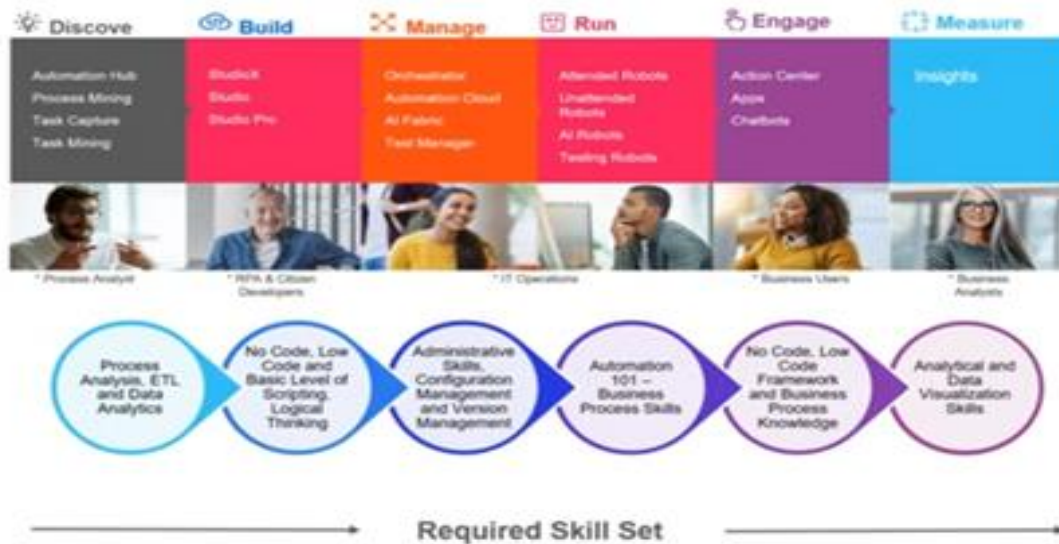 Discove
Build
Manage
Run
Engage
Measure
Automation Hub
Process Mining
Task Capture
Task Mining
StudioX
Studio
Studio Pro
Orchestrator
Automation Cloud
AI Fabric
Test Manager
Attended Robots
Unattended
Robots
AI Robots
Testing Robots
Action Center
Apps
Chatbots
Insights
* Process Analyst
* RPA & Citizen
Developers
* IT Operations
* Business Users
* Business
Analysts
Process
Analysis, ETL
and Data
Analytics
No Code, Low
Code and
Basic Level of
Scripting,
Logical
Thinking
Administrative
Skills,
Configuration
Management
and Version
Management
Automation
101 –
Business
Process Skills
No Code, Low
Code
Framework
and Business
Process
Knowledge
Analytical and
Data
Visualization
Skills
Required Skill Set